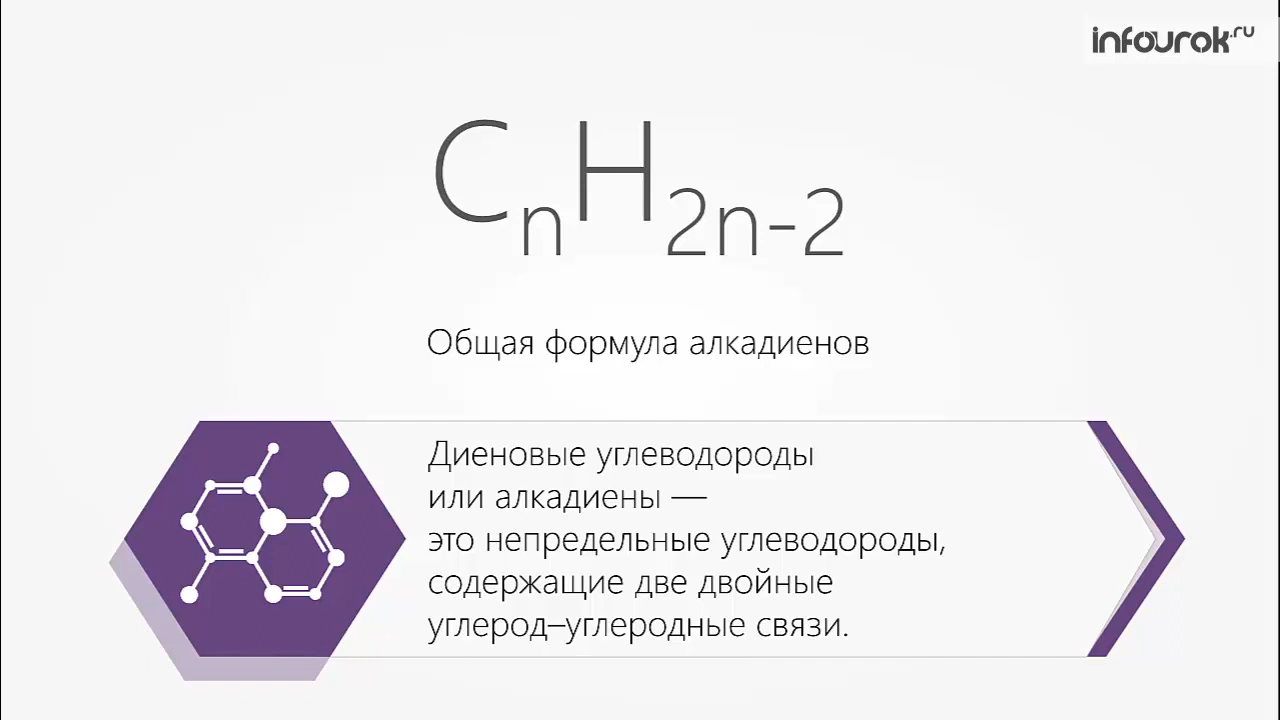 infourok.ru
CnH2n-2
Общая формула алкадиенов
Диеновые углеводороды
или алкадиены —
это непредельные углеводороды,
содержащие две двойные
углерод–углеродные связи.